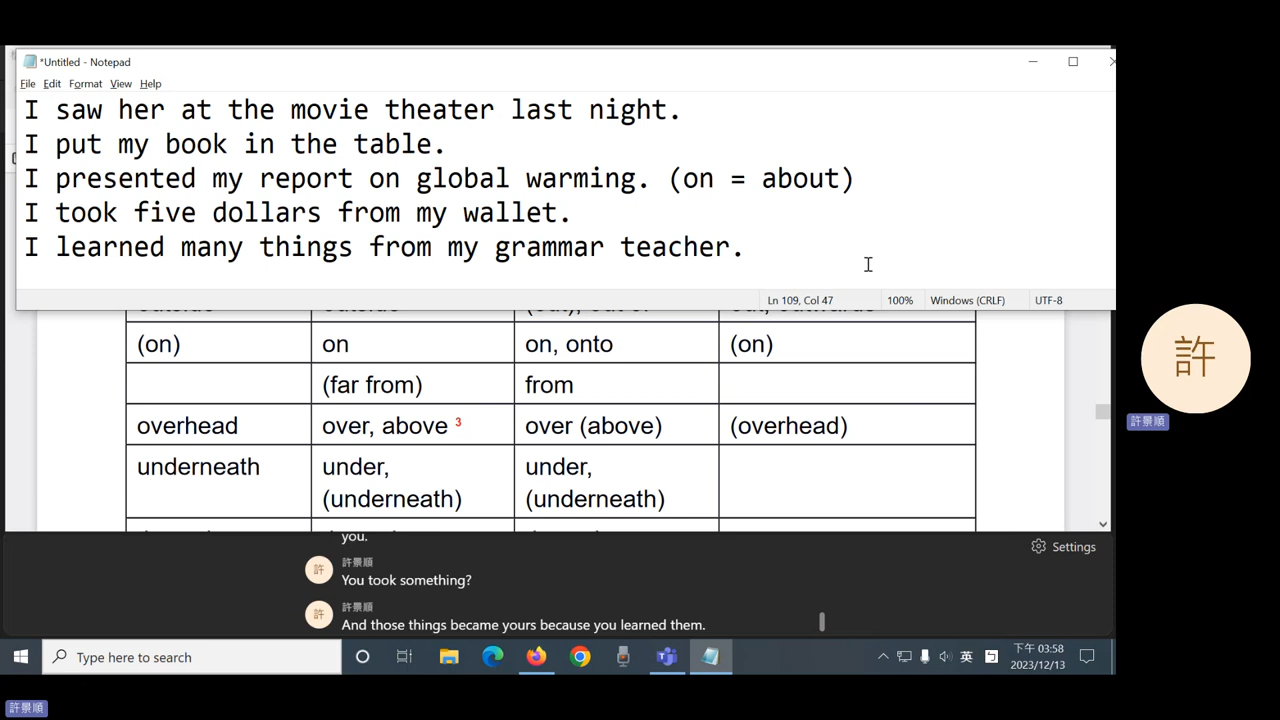 *Untitled - Notepad
File Edit Format View Help
I saw her at the movie theater last night.
I put my book in the table.
I presented my report on global warming. (on = about)
I took five dollars from my wallet.
I learned many things from my grammar teacher.
Ln 109, Col 47 100% Windows (CRLF) UTF-8
(on) on on, onto (on)
(far from) from
overhead over, above 3 over (above) (overhead)
underneath under, under,
(underneath) (underneath)
you.
Settings
許 許景順
You took something?
許 許景順
And those things became yours because you learned them.
許
許景順
Type here to search
英
下午 03:58
2023/12/13
許景順